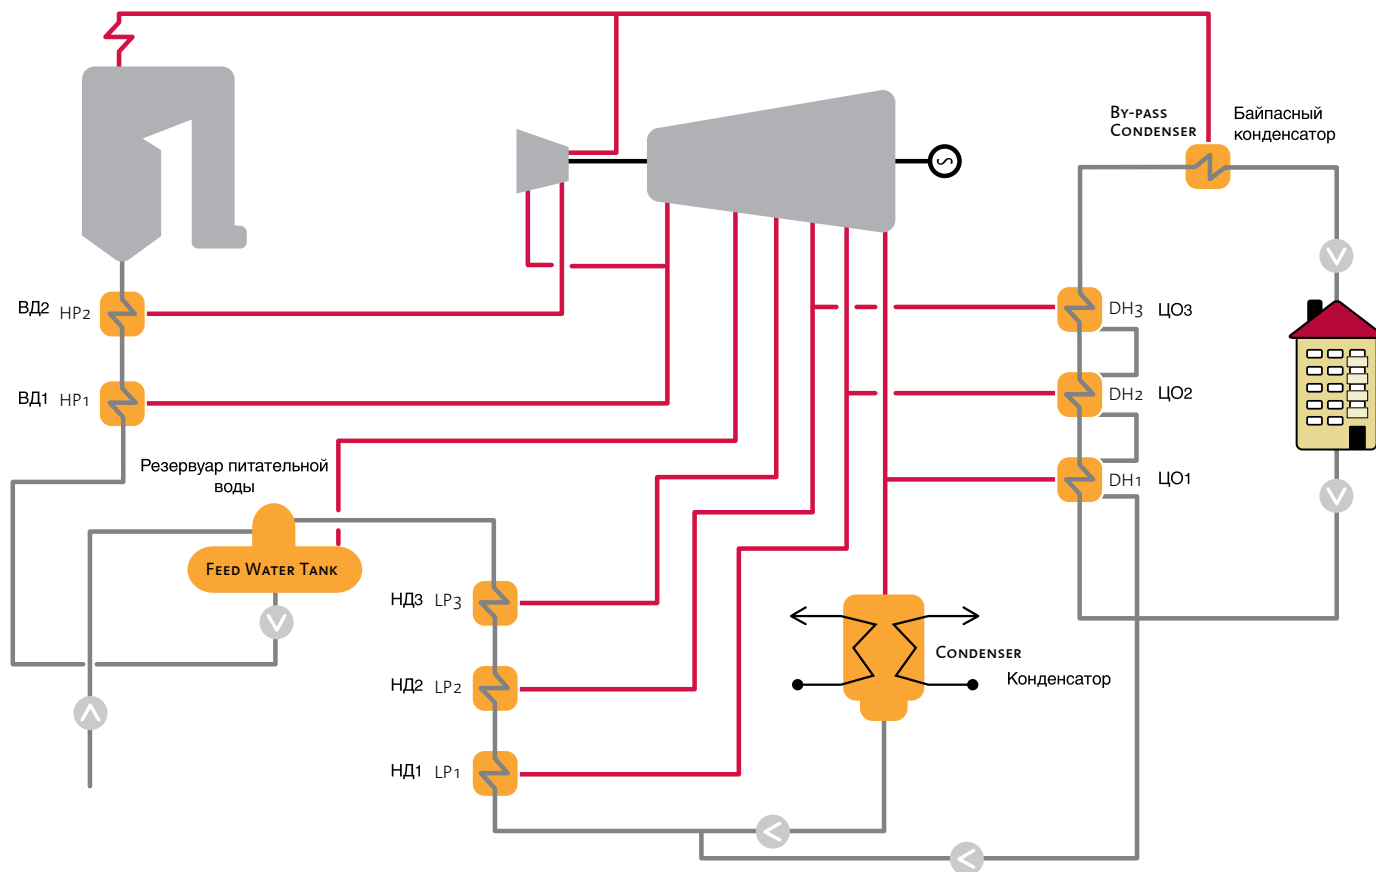 By-pass
Condenser
Байпасный
конденсатор
ВД2 HP2
DH3 ЦО3
ВД1 HP1
DH2 ЦО2
Резервуар питательной
воды
DH1 ЦО1
Feed Water Tank
НД3 LP3
Condenser
Конденсатор
НД2 LP2
НД1 LP1